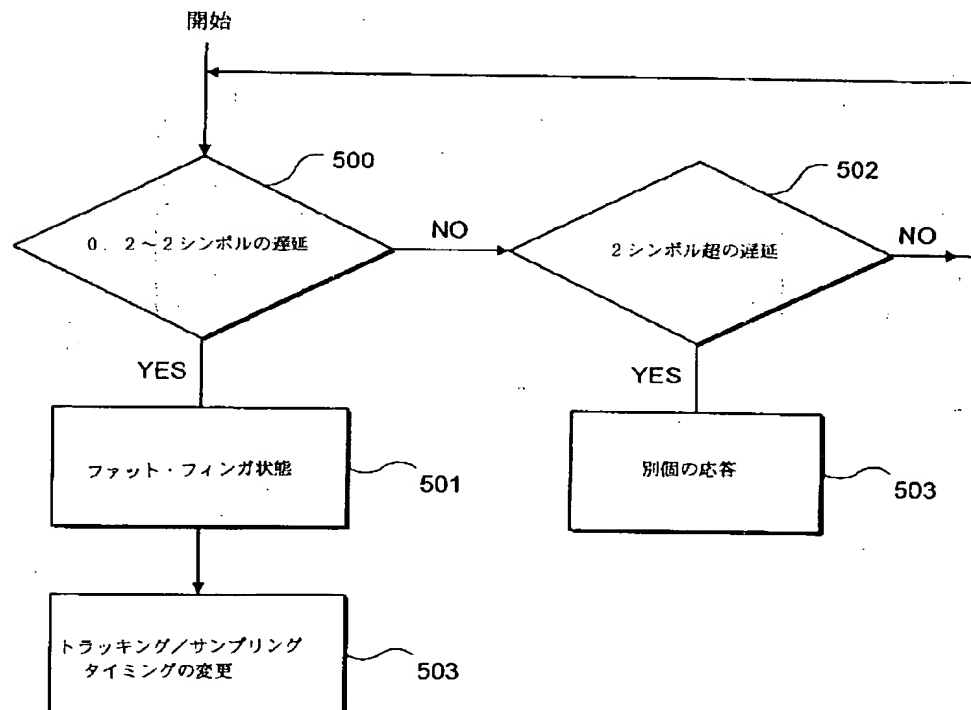 開始
500
0.2~2シンボルの遅延
NO
502
2シンボル超の遅延
NO
YES
ファット・フィンガ状態
501
YES
別個の応答
503
トラッキング/サンプリング
タイミングの変更
503